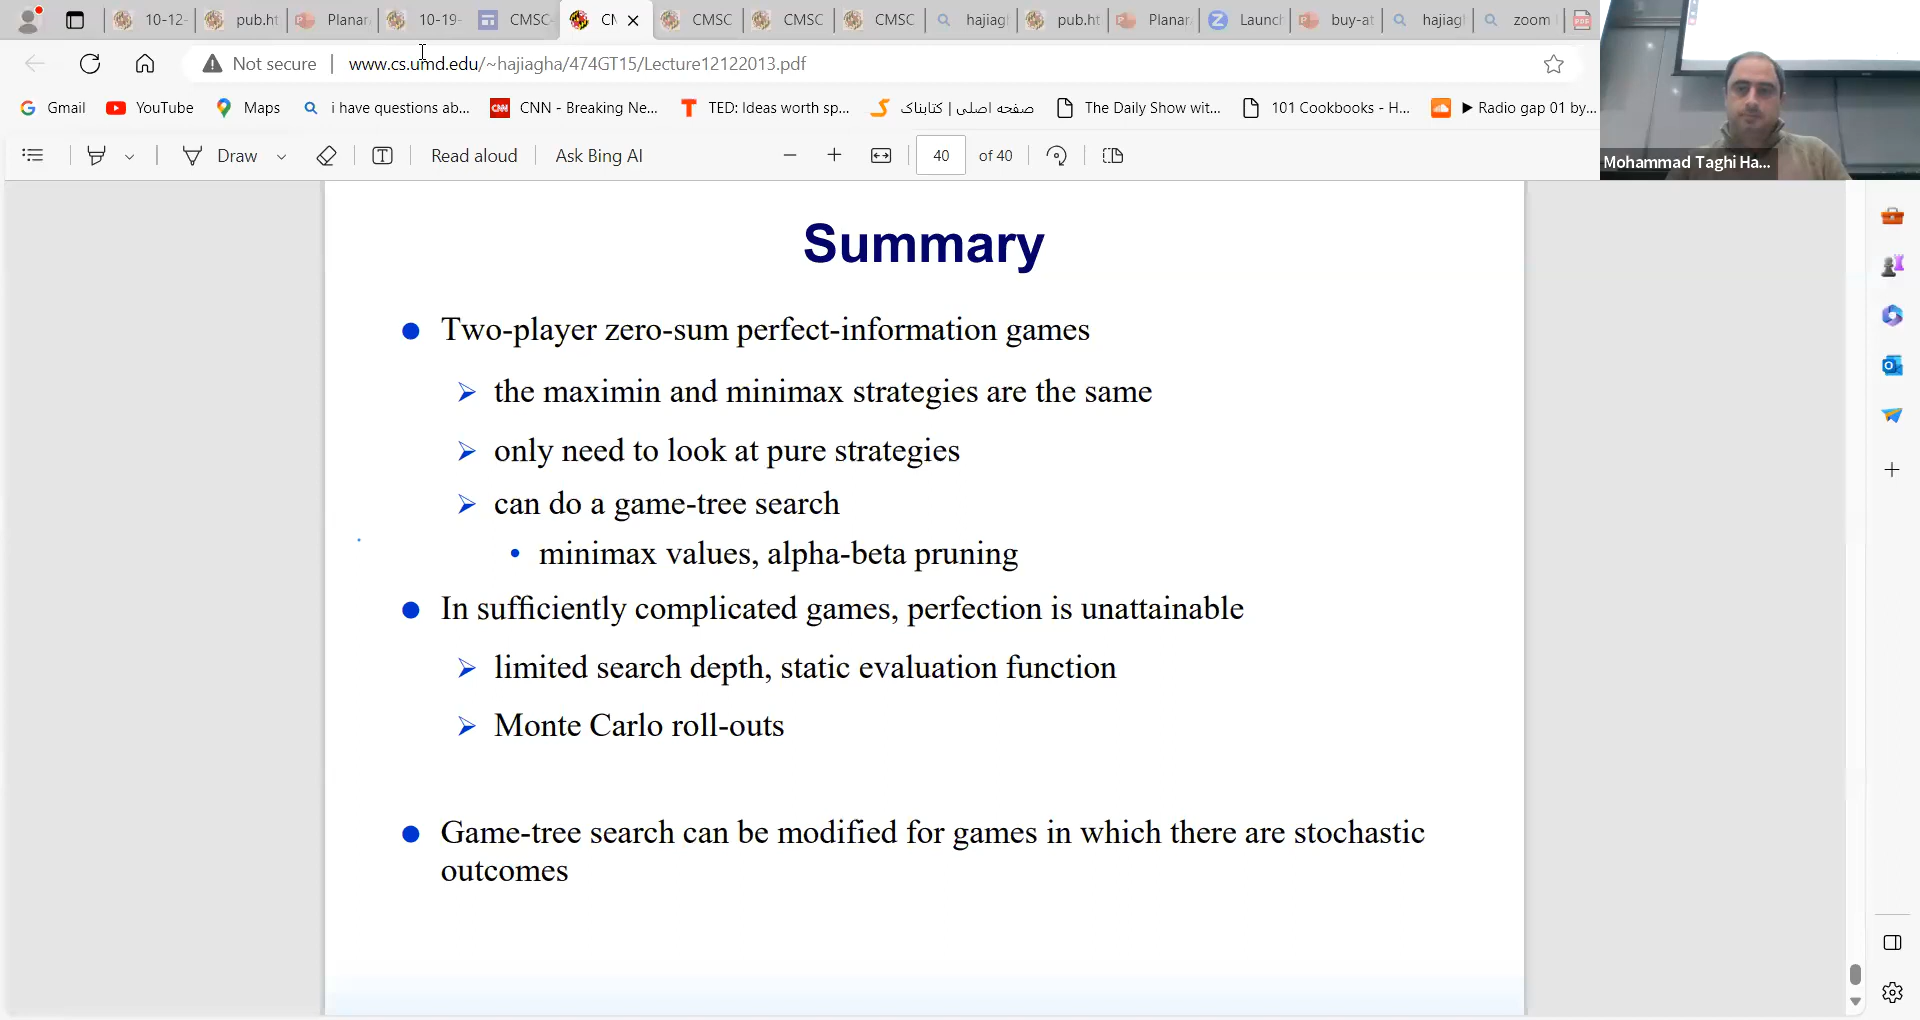 10-12-
pub.ht
Planar
10-19-
CMSC-
CM
CMSC
CMSC
CMSC
hajiagh
pub.ht
Planar
Launch
buy-at
hajiagl
zoom
PDF
Not secure
www.cs.umd.edu/~hajiagha/474GT15/Lecture12122013.pdf
Gmail
YouTube
Maps
i have questions ab...
CNN
CNN - Breaking Ne...
TED: Ideas worth sp...
صفحه اصلی | کتابناک
The Daily Show wit...
101 Cookbooks - H...
▶ Radio gap 01 by...
Mohammad Taghi Ha...
Draw
Read aloud
Ask Bing AI
40
of 40
Summary
Two-player zero-sum perfect-information games
the maximin and minimax strategies are the same
only need to look at pure strategies
can do a game-tree search
minimax values, alpha-beta pruning
In sufficiently complicated games, perfection is unattainable
limited search depth, static evaluation function
Monte Carlo roll-outs
Game-tree search can be modified for games in which there are stochastic
outcomes